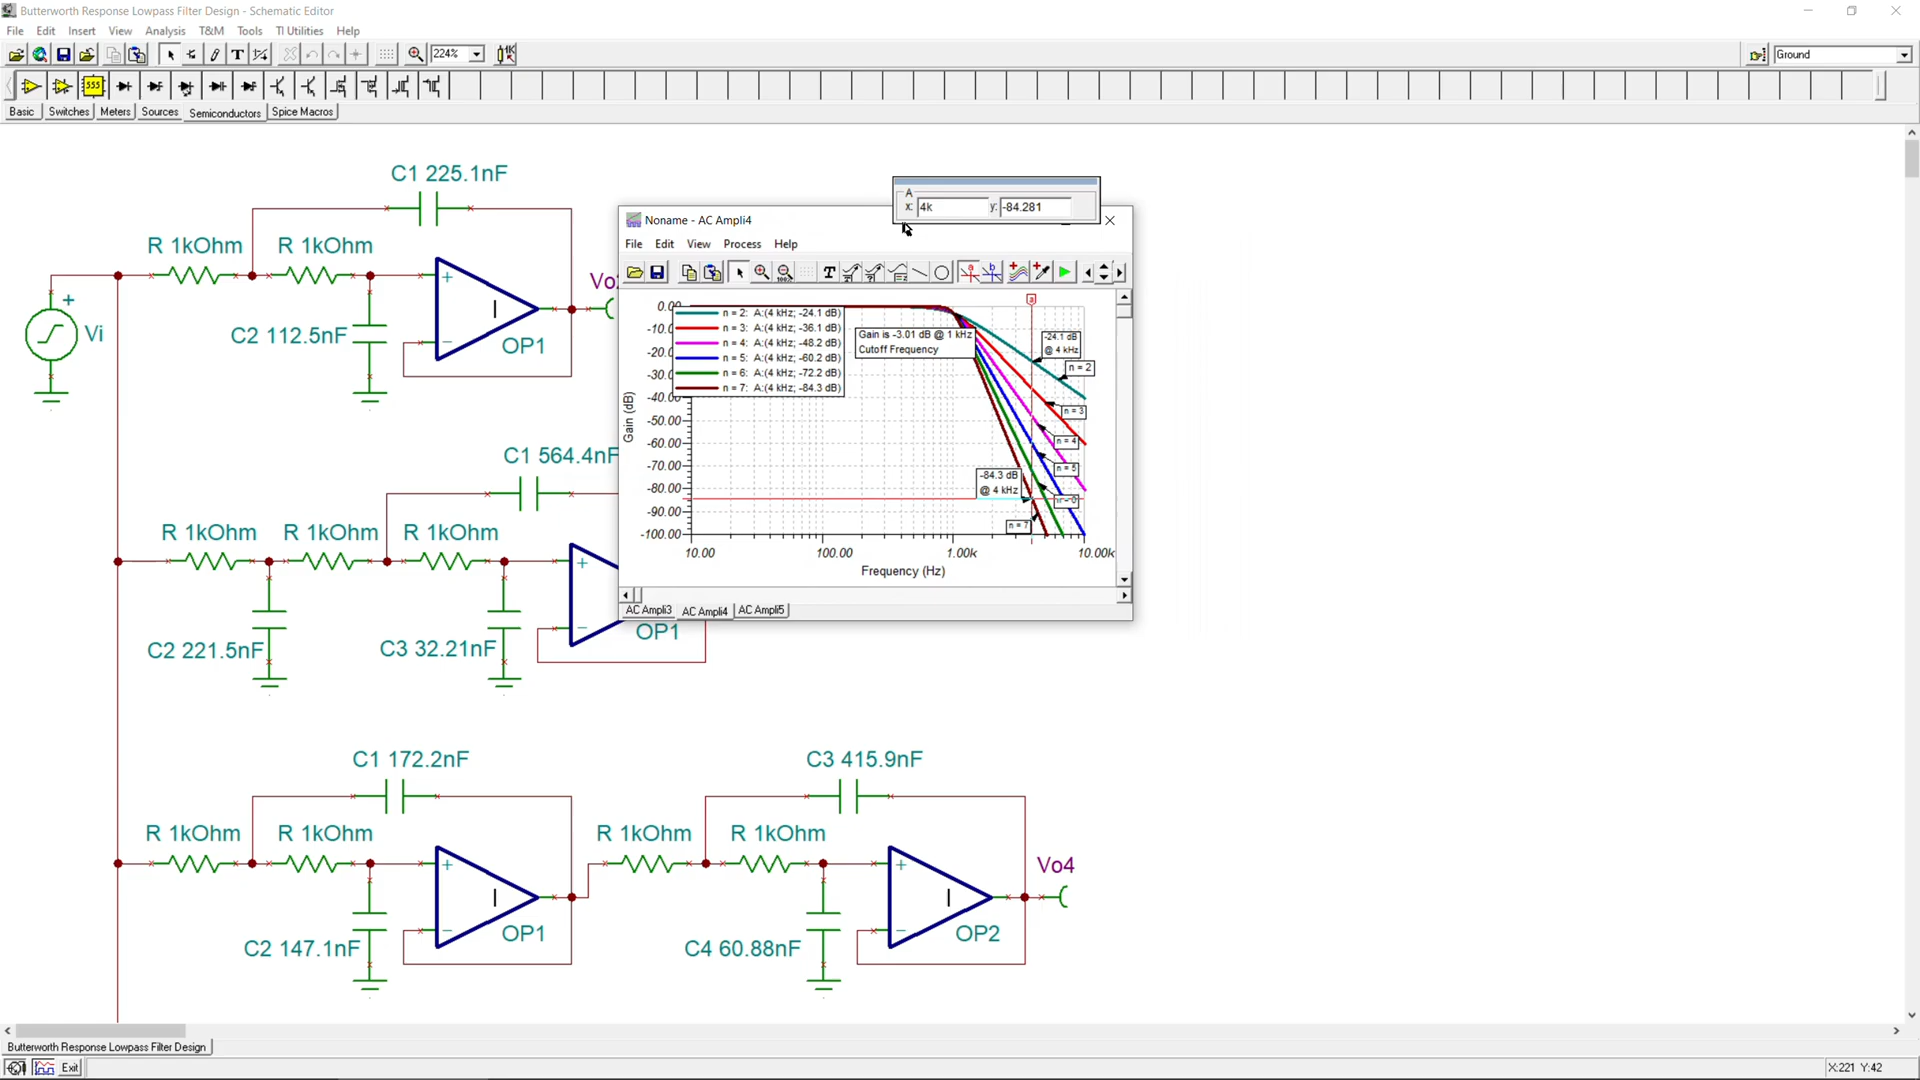 Butterworth Response Lowpass Filter Design - Schematic Editor
File Edit Insert View Analysis T&M Tools TI Utilities Help
224%
Ground
555
Basic Switches Meters Sources Semiconductors Spice Macros
C1 225.1nF
R 1kOhm R 1kOhm
Vi
C2 112.5nF
OP1
C1 564.4nF
R 1kOhm R 1kOhm R 1kOhm
C2 221.5nF
C3 32.21nF
OP1
A
x: 4k y: -84.281
Noname - AC Ampli4
File Edit View Process Help
n = 2: A:(4 kHz; -24.1 dB)
n = 3: A:(4 kHz; -36.1 dB)
n = 4: A:(4 kHz; -48.2 dB)
n = 5: A:(4 kHz; -60.2 dB)
n = 6: A:(4 kHz; -72.2 dB)
n = 7: A:(4 kHz; -84.3 dB)
Gain is -3.01 dB @ 1 kHz
Cutoff Frequency
a
-24.1 dB
@ 4 kHz
n = 2
n = 3
n = 4
n = 5
-84.3 dB
@ 4 kHz
n = 7
Gain (dB)
-40.00
-50.00
-60.00
-70.00
-80.00
-90.00
-100.00
10.00 100.00 1.00k 10.00k
Frequency (Hz)
AC Ampli3 AC Ampli4 AC Ampli5
C1 172.2nF
C3 415.9nF
R 1kOhm R 1kOhm R 1kOhm R 1kOhm
Vo4
C2 147.1nF
OP1
C4 60.88nF
OP2
Butterworth Response Lowpass Filter Design
Exit
X:221 Y:42